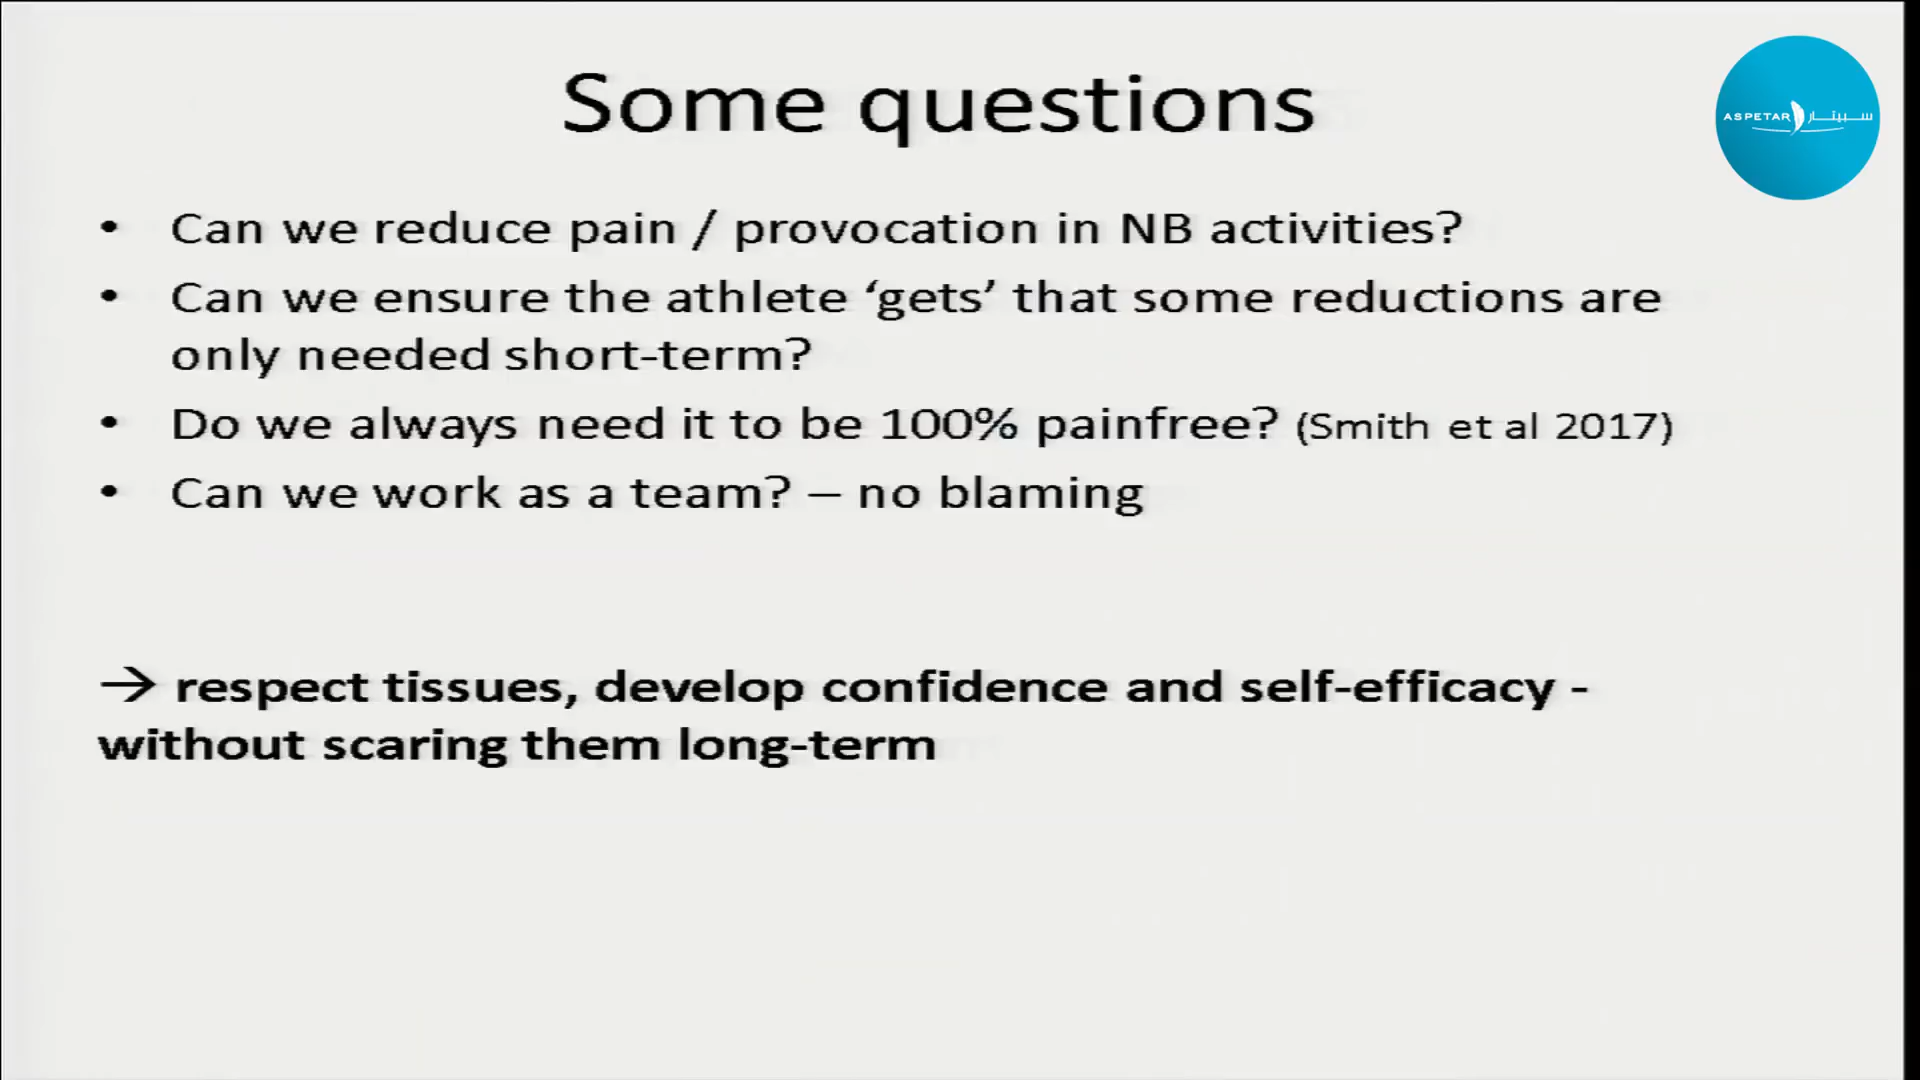 Some questions
ASPETAR سبيتار
• Can we reduce pain / provocation in NB activities?
• Can we ensure the athlete ‘gets’ that some reductions are
only needed short-term?
• Do we always need it to be 100% painfree? (Smith et al 2017)
• Can we work as a team? – no blaming
→ respect tissues, develop confidence and self-efficacy -
without scaring them long-term